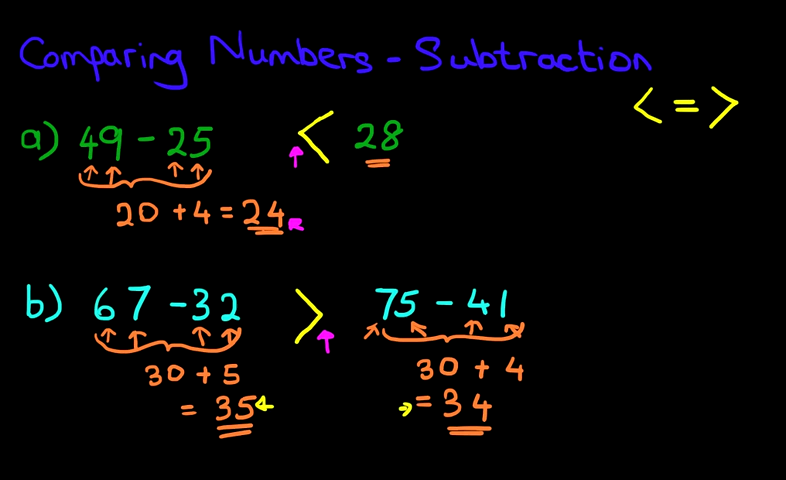 Comparing Numbers - Subtraction
< = >
a) 49 - 25 < 28
20 + 4 = 24
b) 67 - 32 > 75 - 41
30 + 5 30 + 4
= 35 = 34